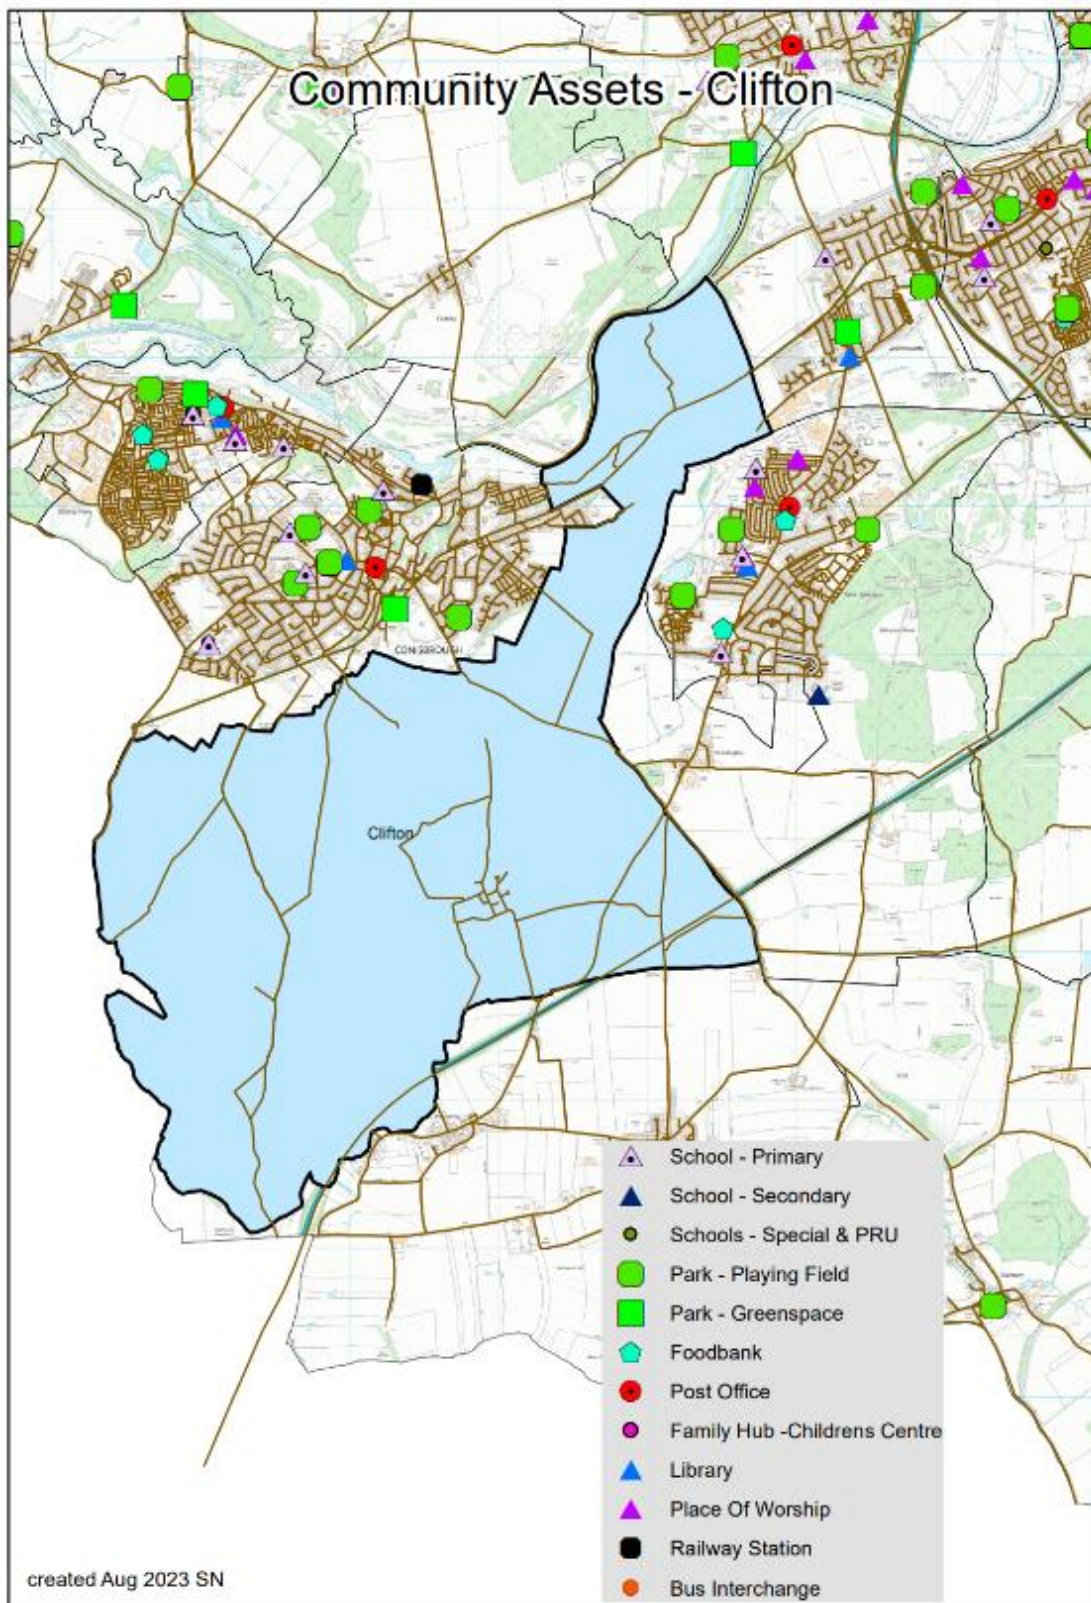 Community Assets - Clifton
CONISBROUGH
Clifton
School - Primary
School - Secondary
Schools - Special & PRU
Park - Playing Field
Park - Greenspace
Foodbank
Post Office
Family Hub -Childrens Centre
Library
Place Of Worship
Railway Station
Bus Interchange
created Aug 2023 SN